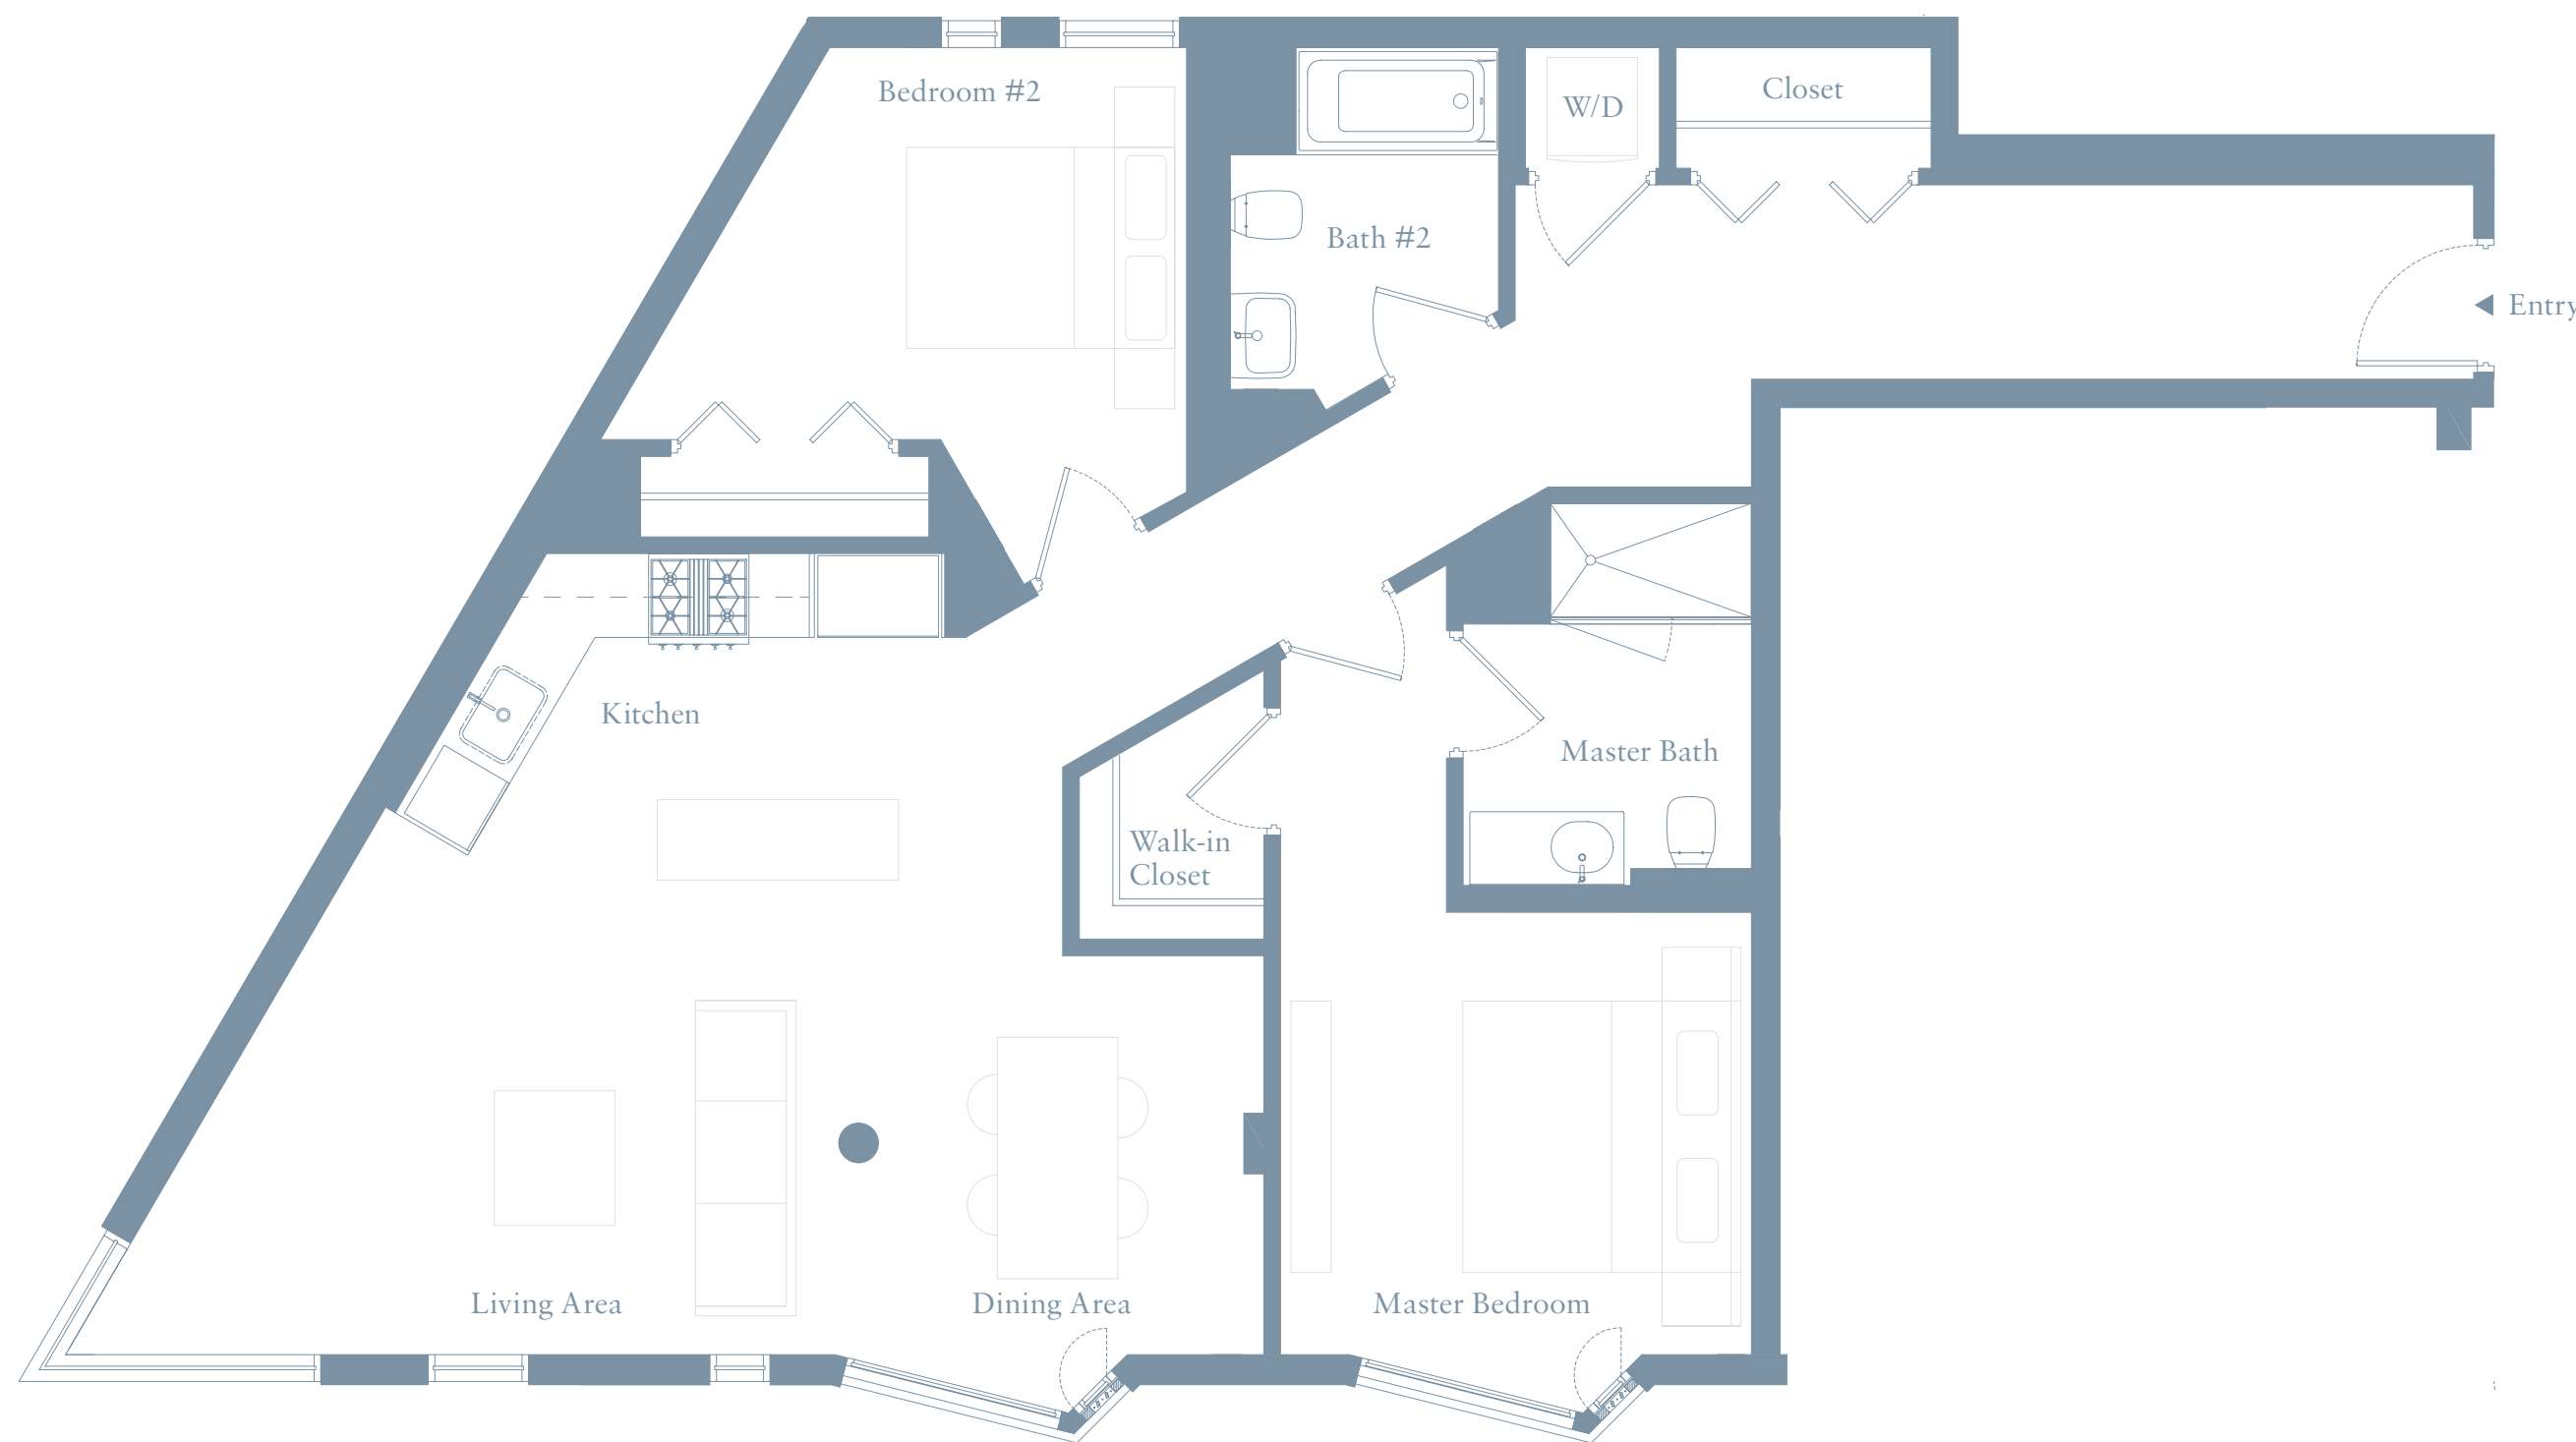 Bedroom #2
W/D
Closet
Bath #2
Entry
Kitchen
Master Bath
Walk-in
Closet
Living Area
Dining Area
Master Bedroom